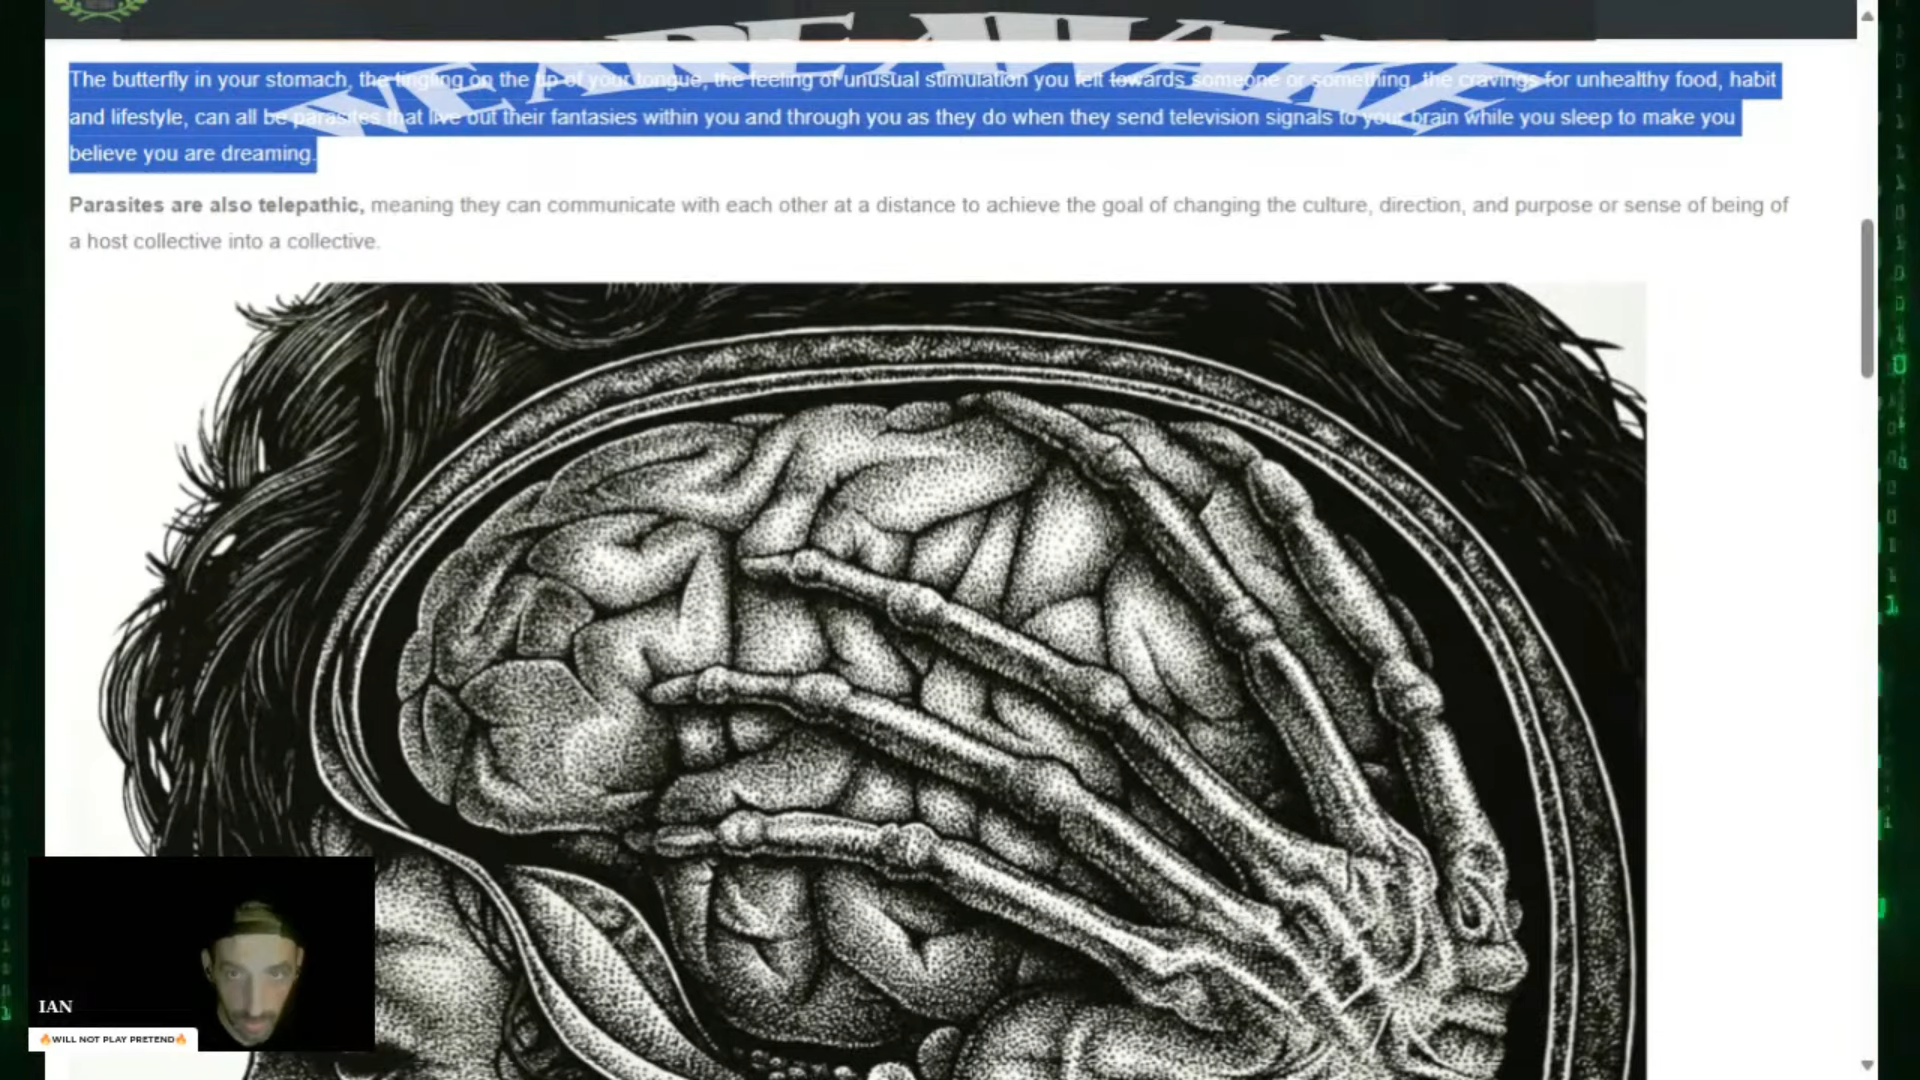 WE ARE AWAKE
The butterfly in your stomach, the tingling on the tip of your tongue, the feeling of unusual stimulation you felt towards someone or something, the cravings for unhealthy food, habit
and lifestyle, can all be parasites that live out their fantasies within you and through you as they do when they send television signals to your brain while you sleep to make you
believe you are dreaming.
Parasites are also telepathic, meaning they can communicate with each other at a distance to achieve the goal of changing the culture, direction, and purpose or sense of being of
a host collective into a collective.
IAN
🔥WILL NOT PLAY PRETEND🔥